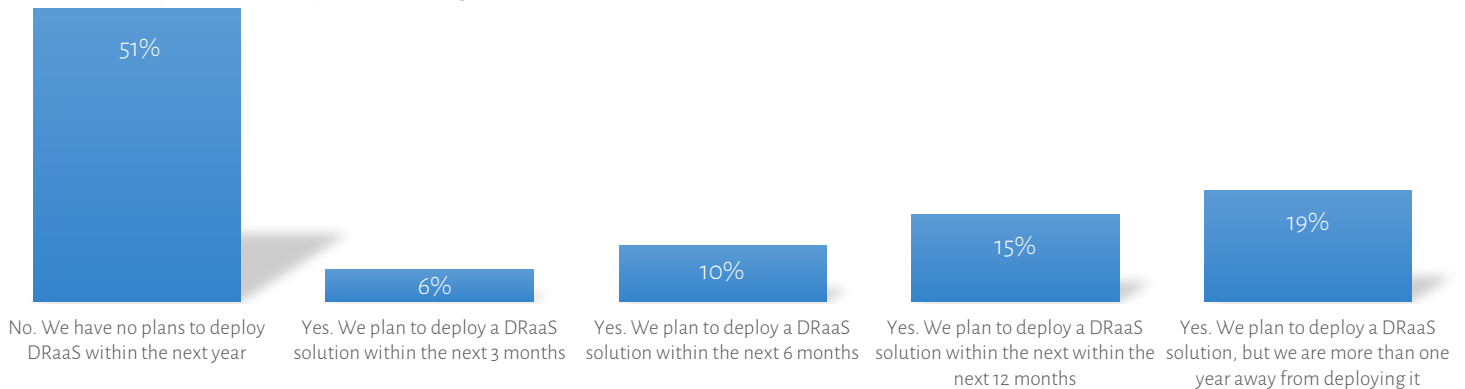 51%
6%
10%
15%
19%
No. We have no plans to deploy
DRaaS within the next year
Yes. We plan to deploy a DRaaS
solution within the next 3 months
Yes. We plan to deploy a DRaaS
solution within the next 6 months
Yes. We plan to deploy a DRaaS
solution within the next within the
next 12 months
Yes. We plan to deploy a DRaaS
solution, but we are more than one
year away from deploying it